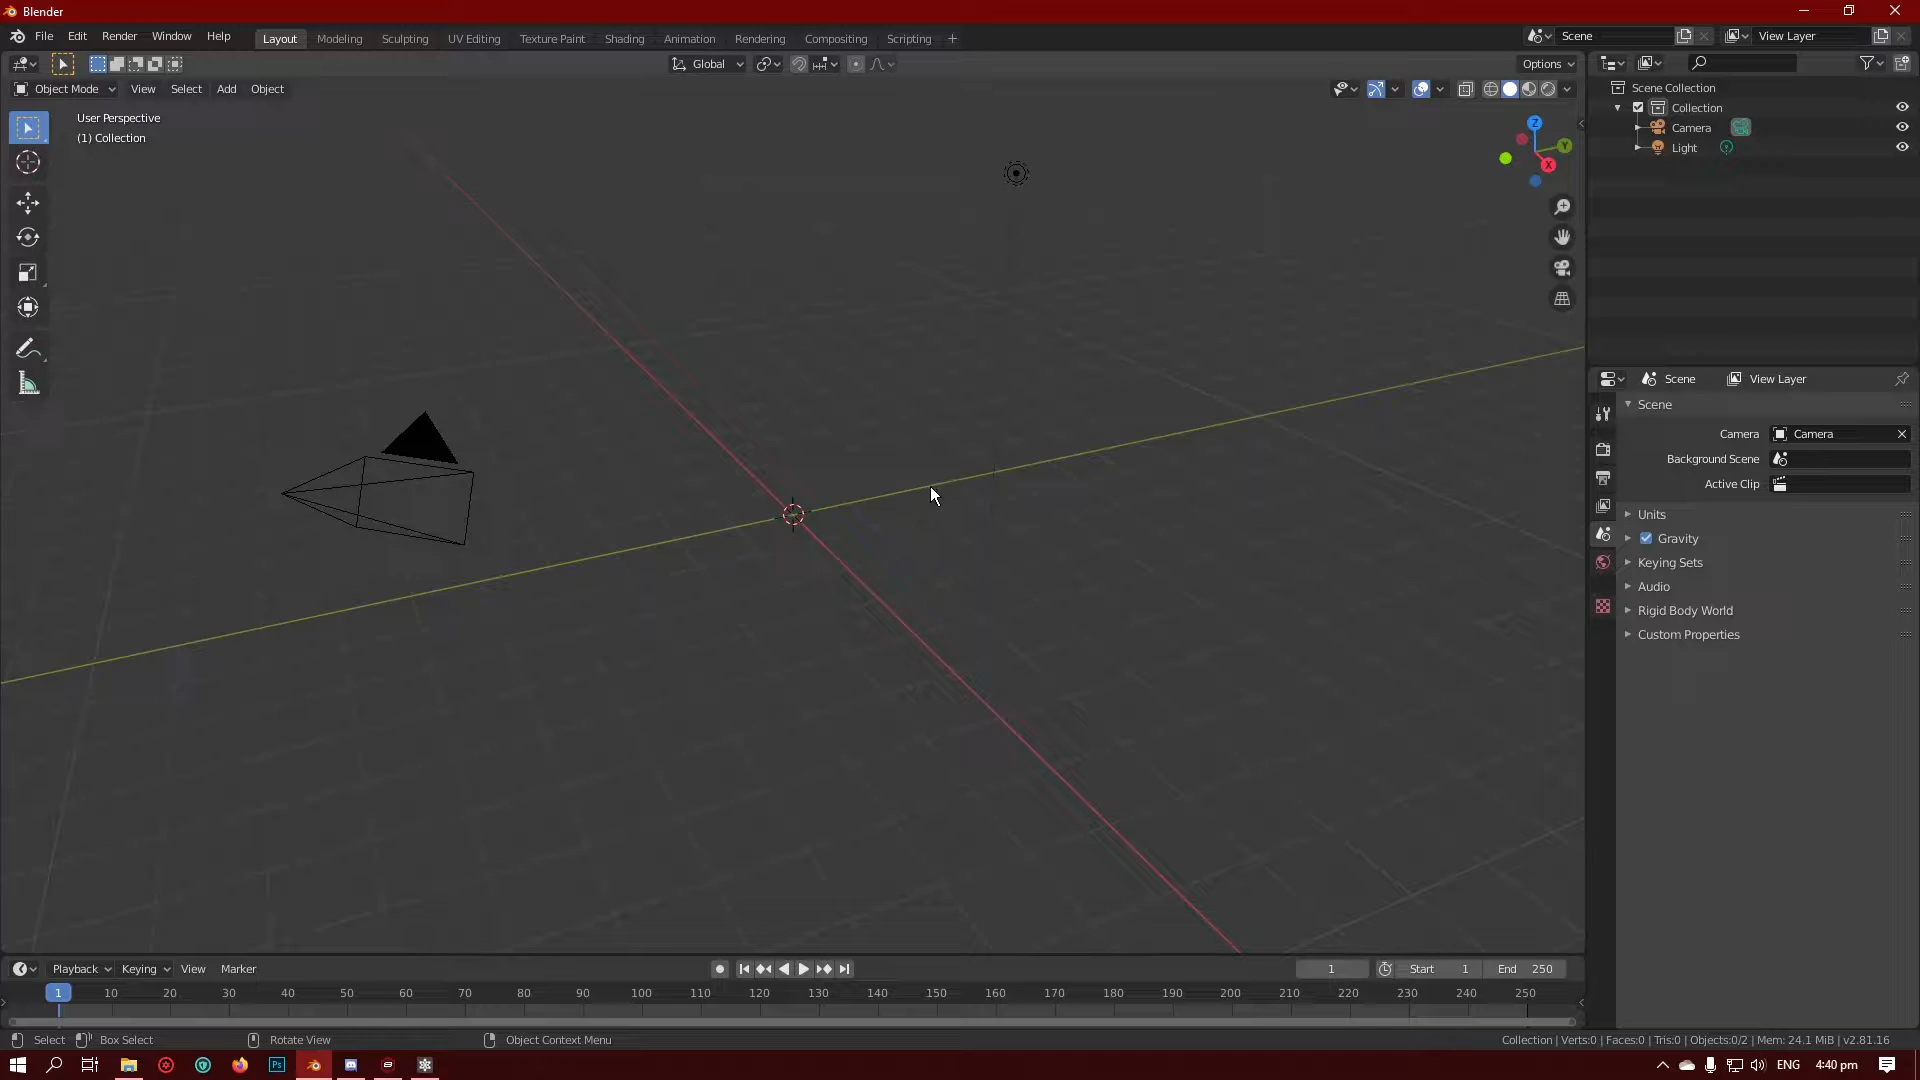 Blender
File Edit Render Window Help Layout Modeling Sculpting UV Editing Texture Paint Shading Animation Rendering Compositing Scripting + Scene View Layer
Global Options
Object Mode View Select Add Object
User Perspective
(1) Collection
Z
Y
X
Scene Collection
Collection
Camera
Light
Scene View Layer
Scene
Camera Camera
Background Scene
Active Clip
Units
Gravity
Keying Sets
Audio
Rigid Body World
Custom Properties
Playback Keying View Marker 1 Start 1 End 250
1 10 20 30 40 50 60 70 80 90 100 110 120 130 140 150 160 170 180 190 200 210 220 230 240 250
Select Box Select Rotate View Object Context Menu Collection | Verts:0 | Faces:0 | Tris:0 | Objects:0/2 | Mem: 24.1 MiB | v2.81.16
Ps ENG 4:40 pm